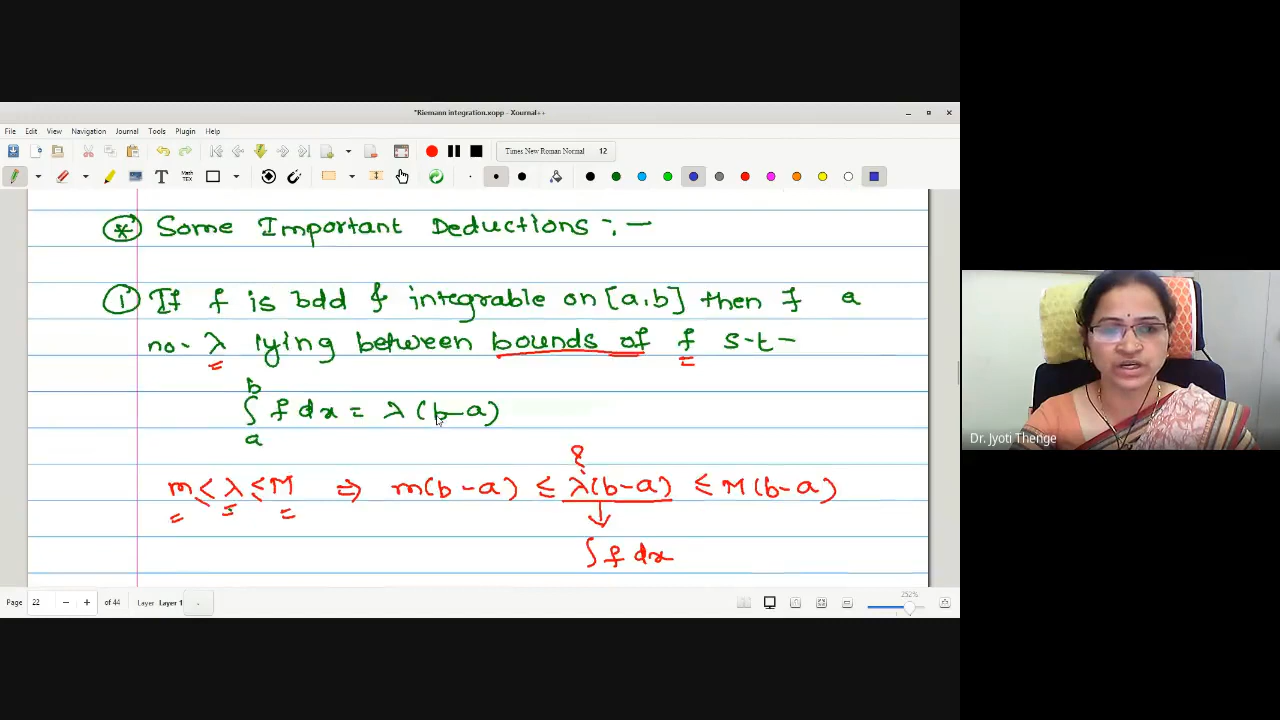 *Riemann integration.xopp - Xournal++
File Edit View Navigation Journal Tools Plugin Help
Times New Roman Normal 12
* Some Important Deductions :-
1 If f is bdd & integrable on [a,b] then ∃ a
no. λ lying between bounds of f s.t.
b
∫ f dx = λ (b-a)
a
m ≤ λ ≤ M ⇒ m(b-a) ≤ λ(b-a) ≤ M(b-a)
∫ f dx
Page 22 of 44 Layer Layer 1 252%
Dr. Jyoti Thenge